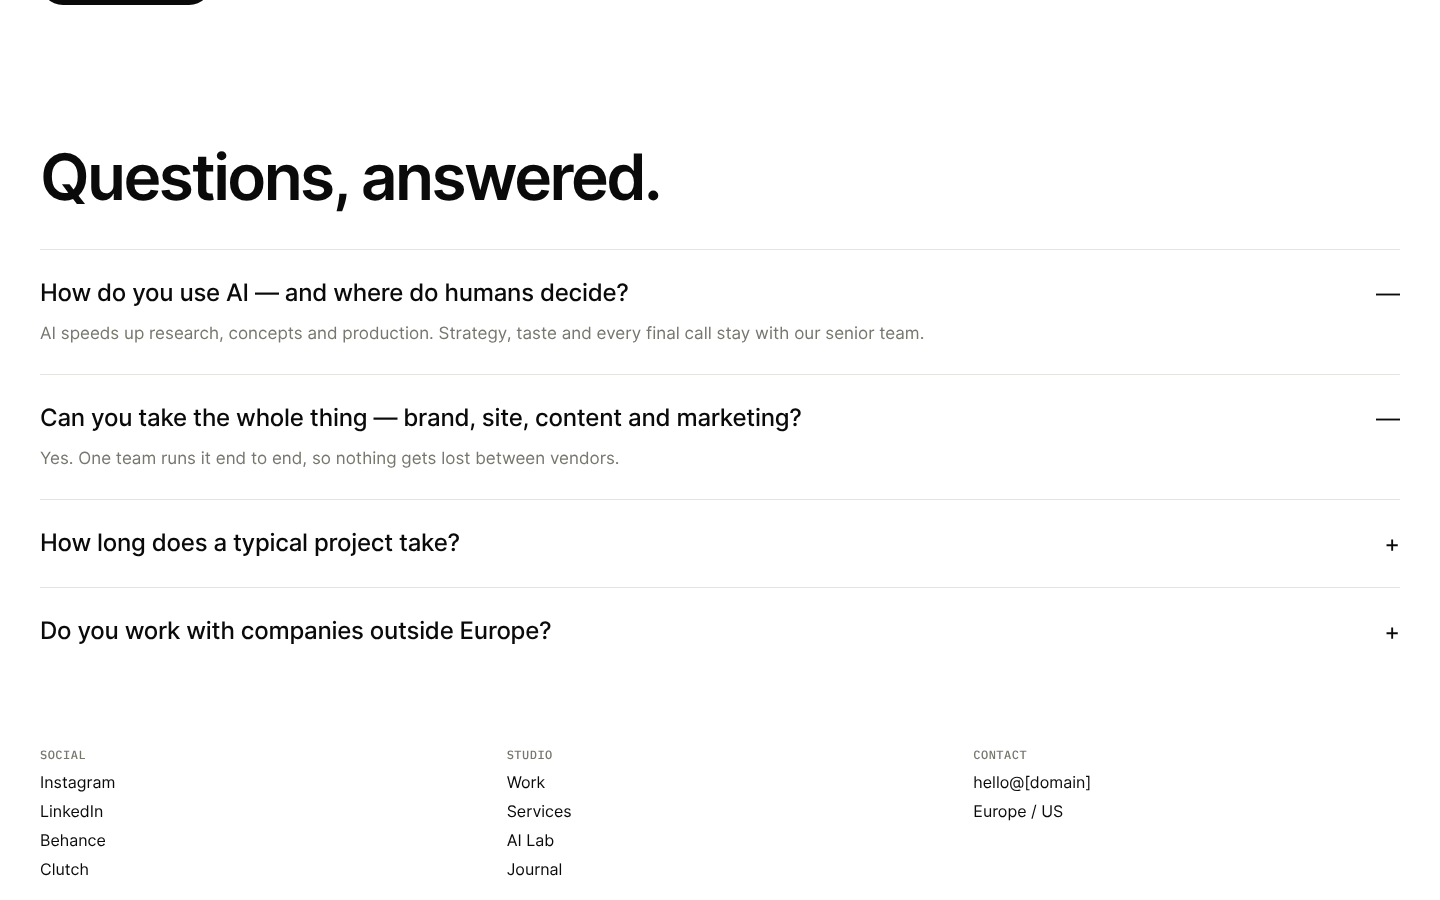 Questions, answered.
How do you use AI — and where do humans decide?
—
AI speeds up research, concepts and production. Strategy, taste and every final call stay with our senior team.
Can you take the whole thing — brand, site, content and marketing?
—
Yes. One team runs it end to end, so nothing gets lost between vendors.
How long does a typical project take?
+
Do you work with companies outside Europe?
+
SOCIAL
Instagram
LinkedIn
Behance
Clutch
STUDIO
Work
Services
AI Lab
Journal
CONTACT
hello@[domain]
Europe / US